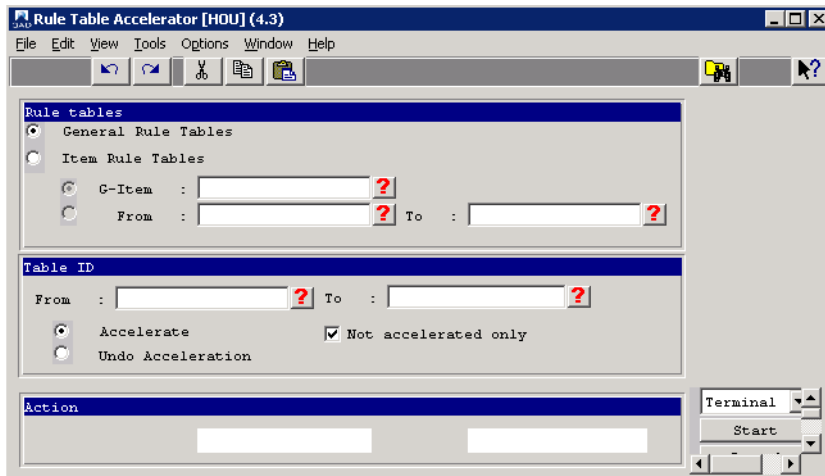 Rule Table Accelerator [HOU] (4.3)
File Edit View Tools Options Window Help
Rule tables
General Rule Tables
Item Rule Tables
G-Item : ?
From : ? To : ?
Table ID
From : ? To : ?
Accelerate Not accelerated only
Undo Acceleration
Action
Terminal
Start